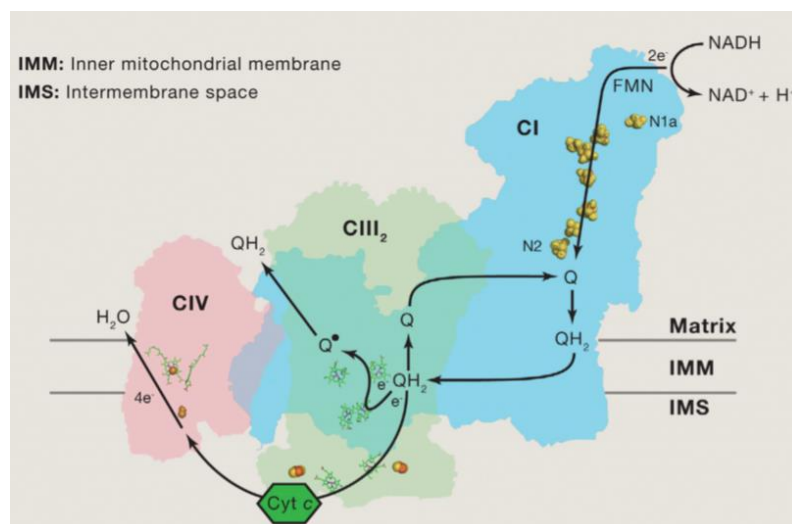 IMM: Inner mitochondrial membrane
IMS: Intermembrane space
2e⁻
NADH
FMN
NAD⁺ + H⁺
CI
N1a
CIII₂
QH₂
N2
Q
CIV
H₂O
Q
Q•
QH₂
Matrix
e⁻
QH₂
IMM
4e⁻
e⁻
IMS
Cyt c